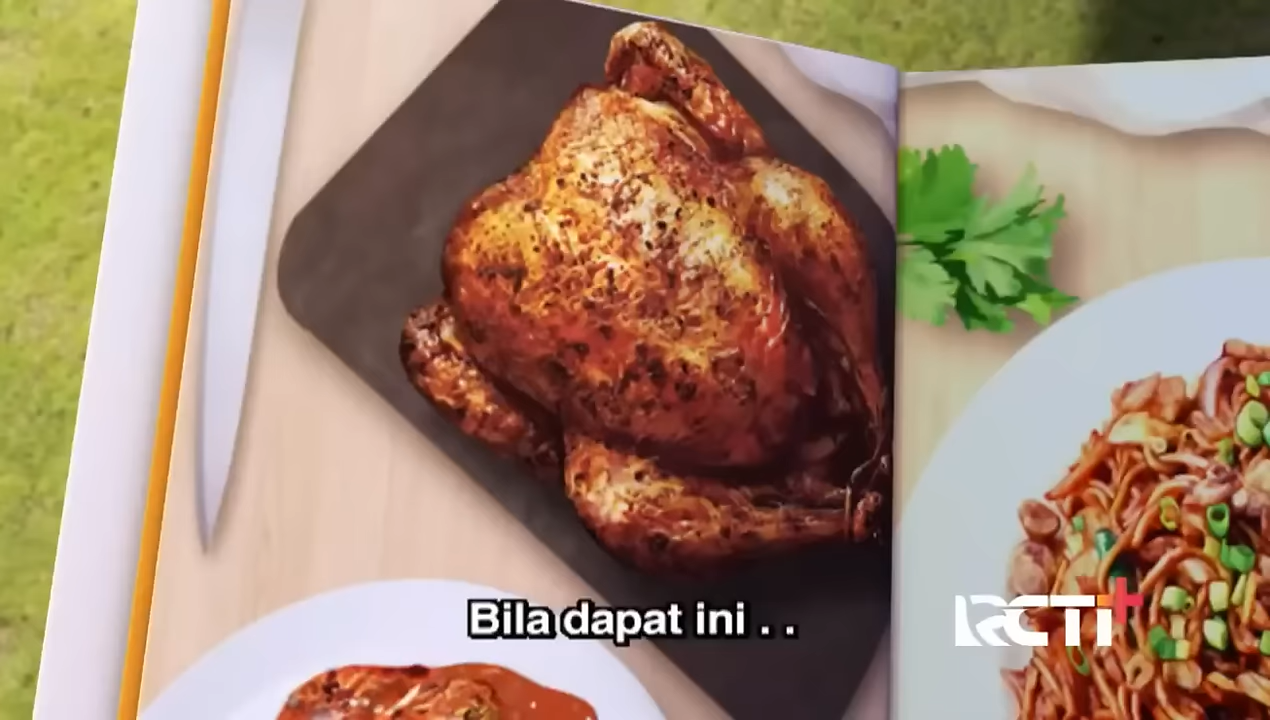 Bila dapat ini . .
RCTI+